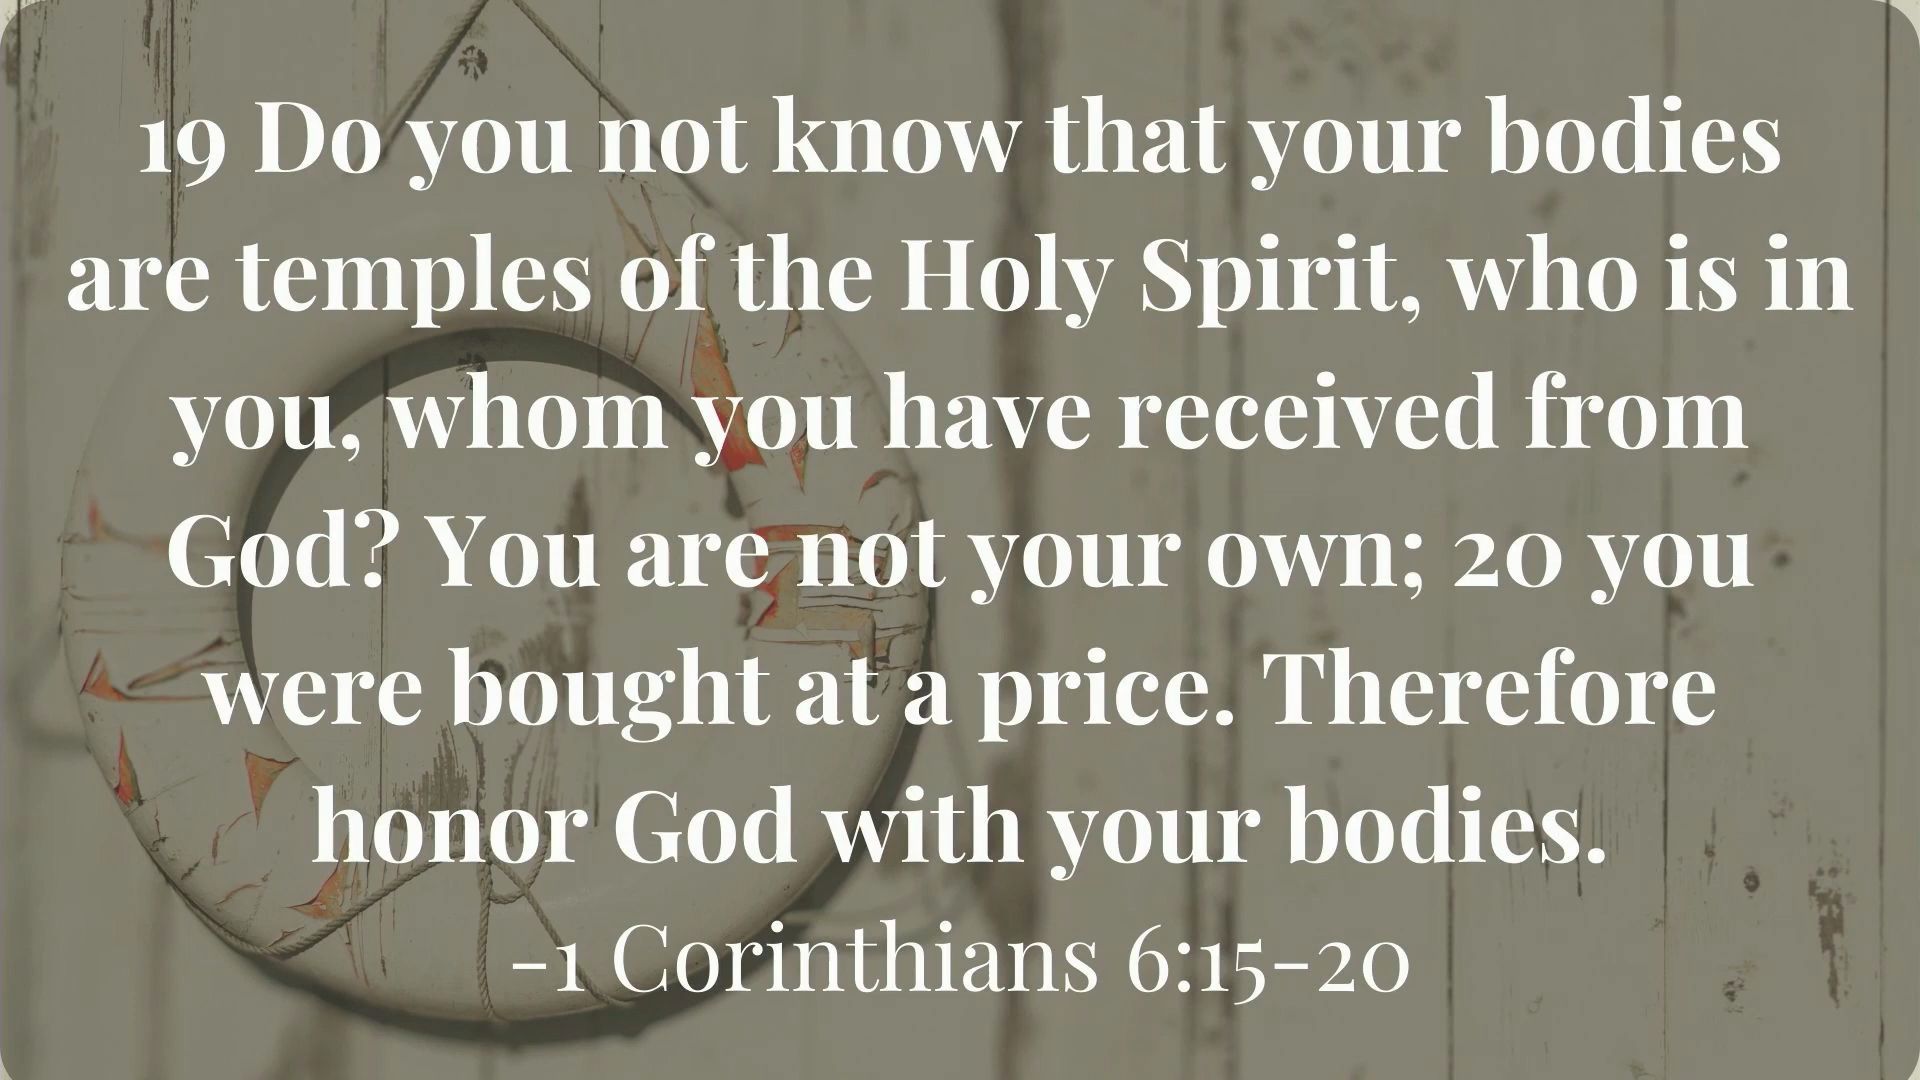 19 Do you not know that your bodies
are temples of the Holy Spirit, who is in
you, whom you have received from
God? You are not your own; 20 you
were bought at a price. Therefore
honor God with your bodies.
-1 Corinthians 6:15-20